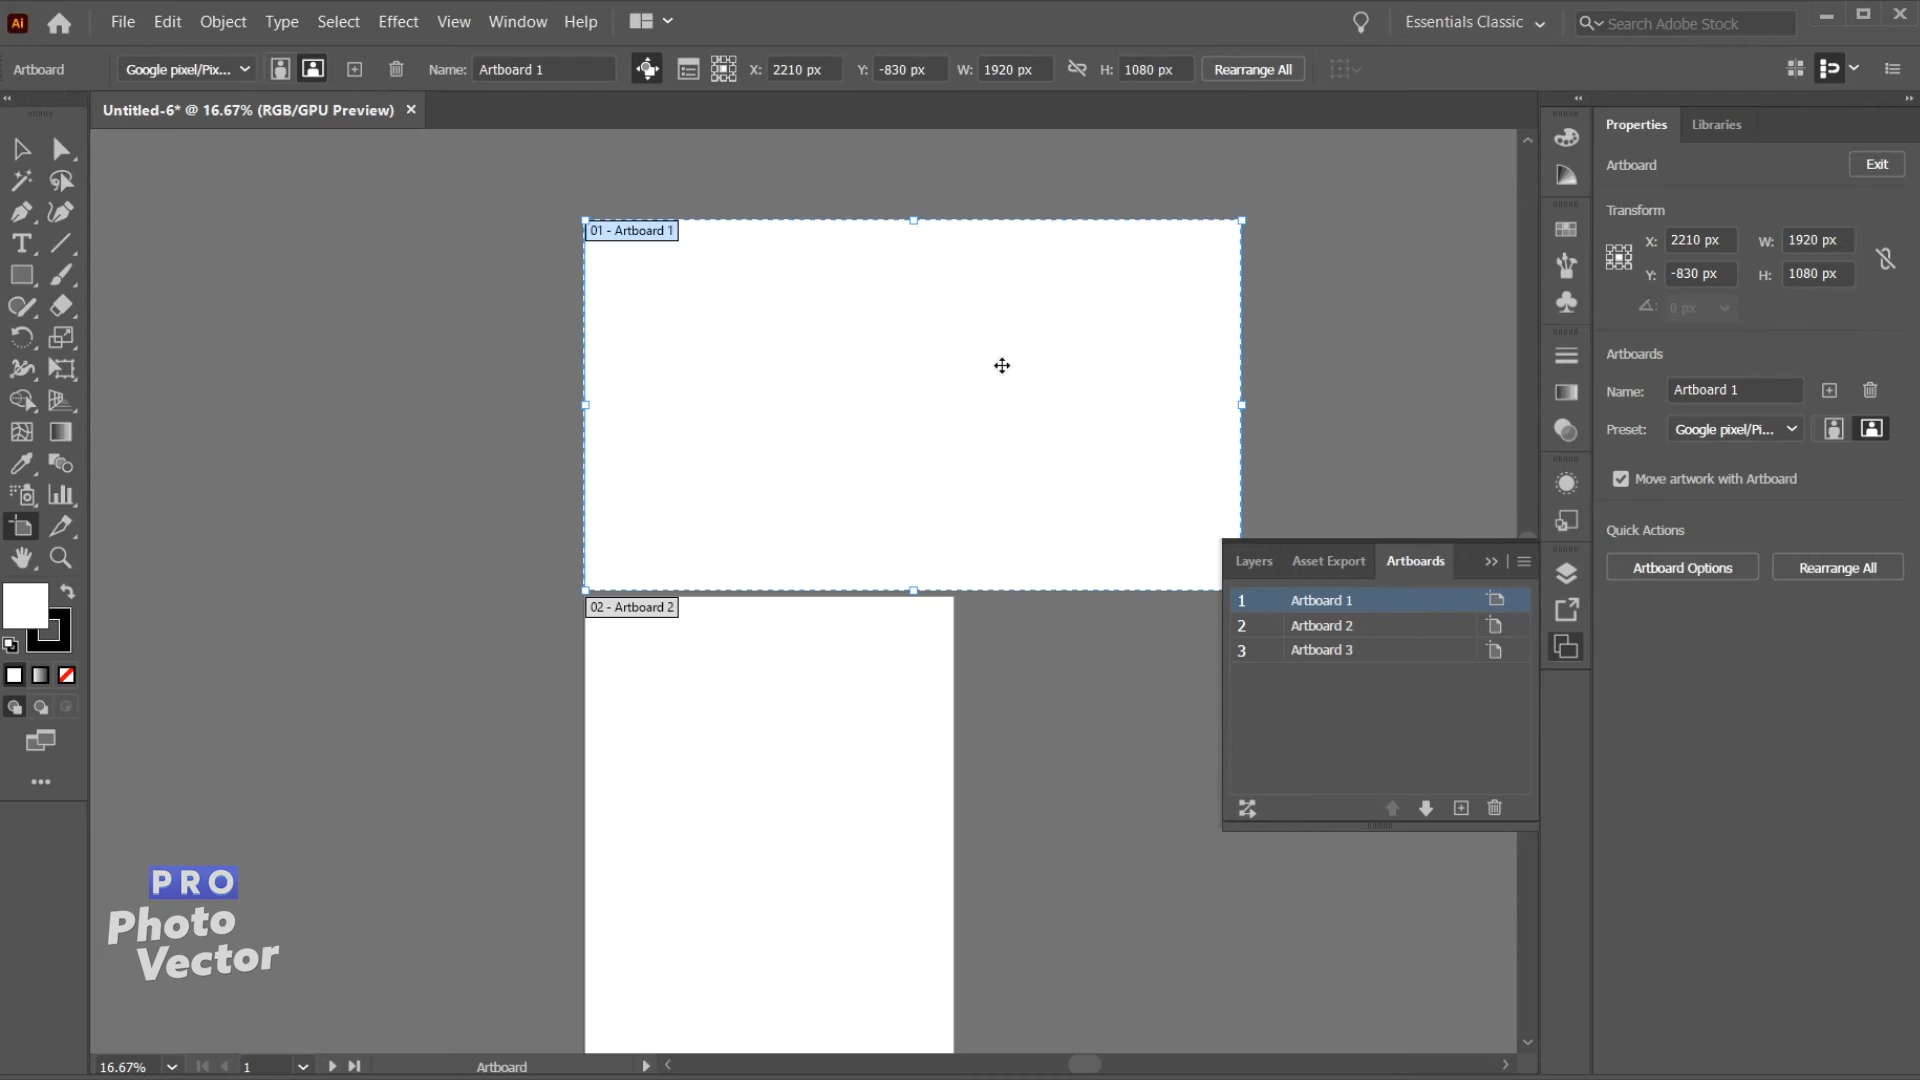 Ai File Edit Object Type Select Effect View Window Help Essentials Classic Search Adobe Stock
Artboard Google pixel/Pix... Name: Artboard 1 X: 2210 px Y: -830 px W: 1920 px H: 1080 px Rearrange All
Untitled-6* @ 16.67% (RGB/GPU Preview) ×
Properties Libraries
Artboard Exit
Transform
X: 2210 px W: 1920 px
Y: -830 px H: 1080 px
0 px
Artboards
Name: Artboard 1
Preset: Google pixel/Pi...
Move artwork with Artboard
Quick Actions
Artboard Options Rearrange All
01 - Artboard 1
02 - Artboard 2
Layers Asset Export Artboards
1 Artboard 1
2 Artboard 2
3 Artboard 3
PRO
Photo
Vector
16.67% 1 Artboard